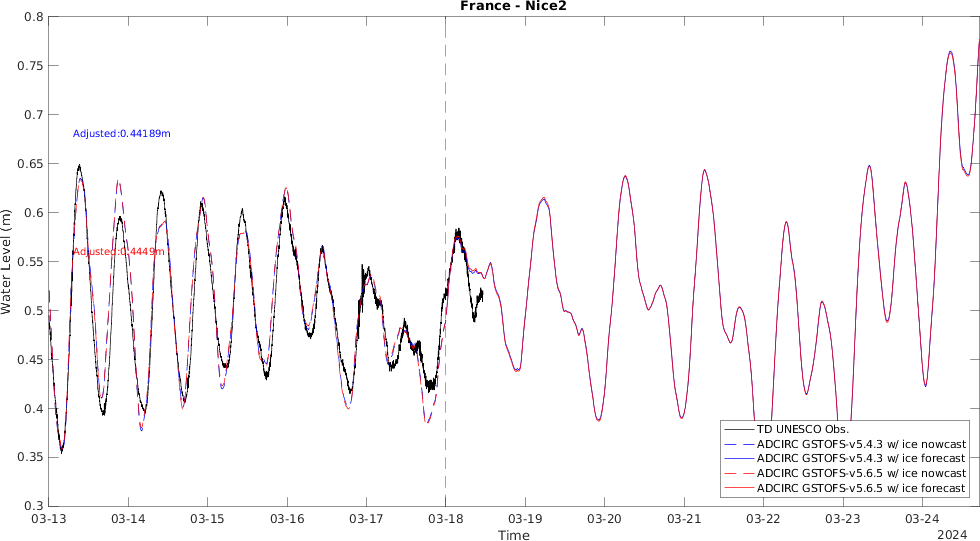 France - Nice2
0.8
0.75
0.7
0.65
0.6
0.55
0.5
0.45
0.4
0.35
0.3
Water Level (m)
Adjusted:0.44189m
Adjusted:0.4449m
TD UNESCO Obs.
ADCIRC GSTOFS-v5.4.3 w/ ice nowcast
ADCIRC GSTOFS-v5.4.3 w/ ice forecast
ADCIRC GSTOFS-v5.6.5 w/ ice nowcast
ADCIRC GSTOFS-v5.6.5 w/ ice forecast
03-13 03-14 03-15 03-16 03-17 03-18 03-19 03-20 03-21 03-22 03-23 03-24
Time
2024